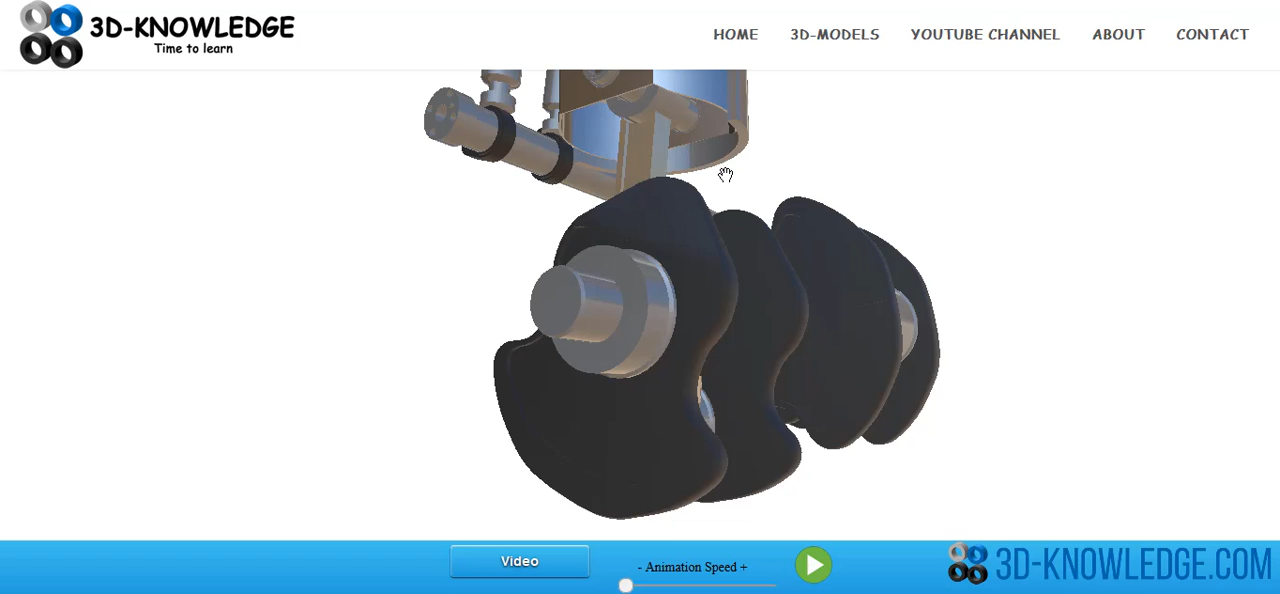 3D-KNOWLEDGE
Time to learn
HOME 3D-MODELS YOUTUBE CHANNEL ABOUT CONTACT
Video
- Animation Speed +
3D-KNOWLEDGE.COM